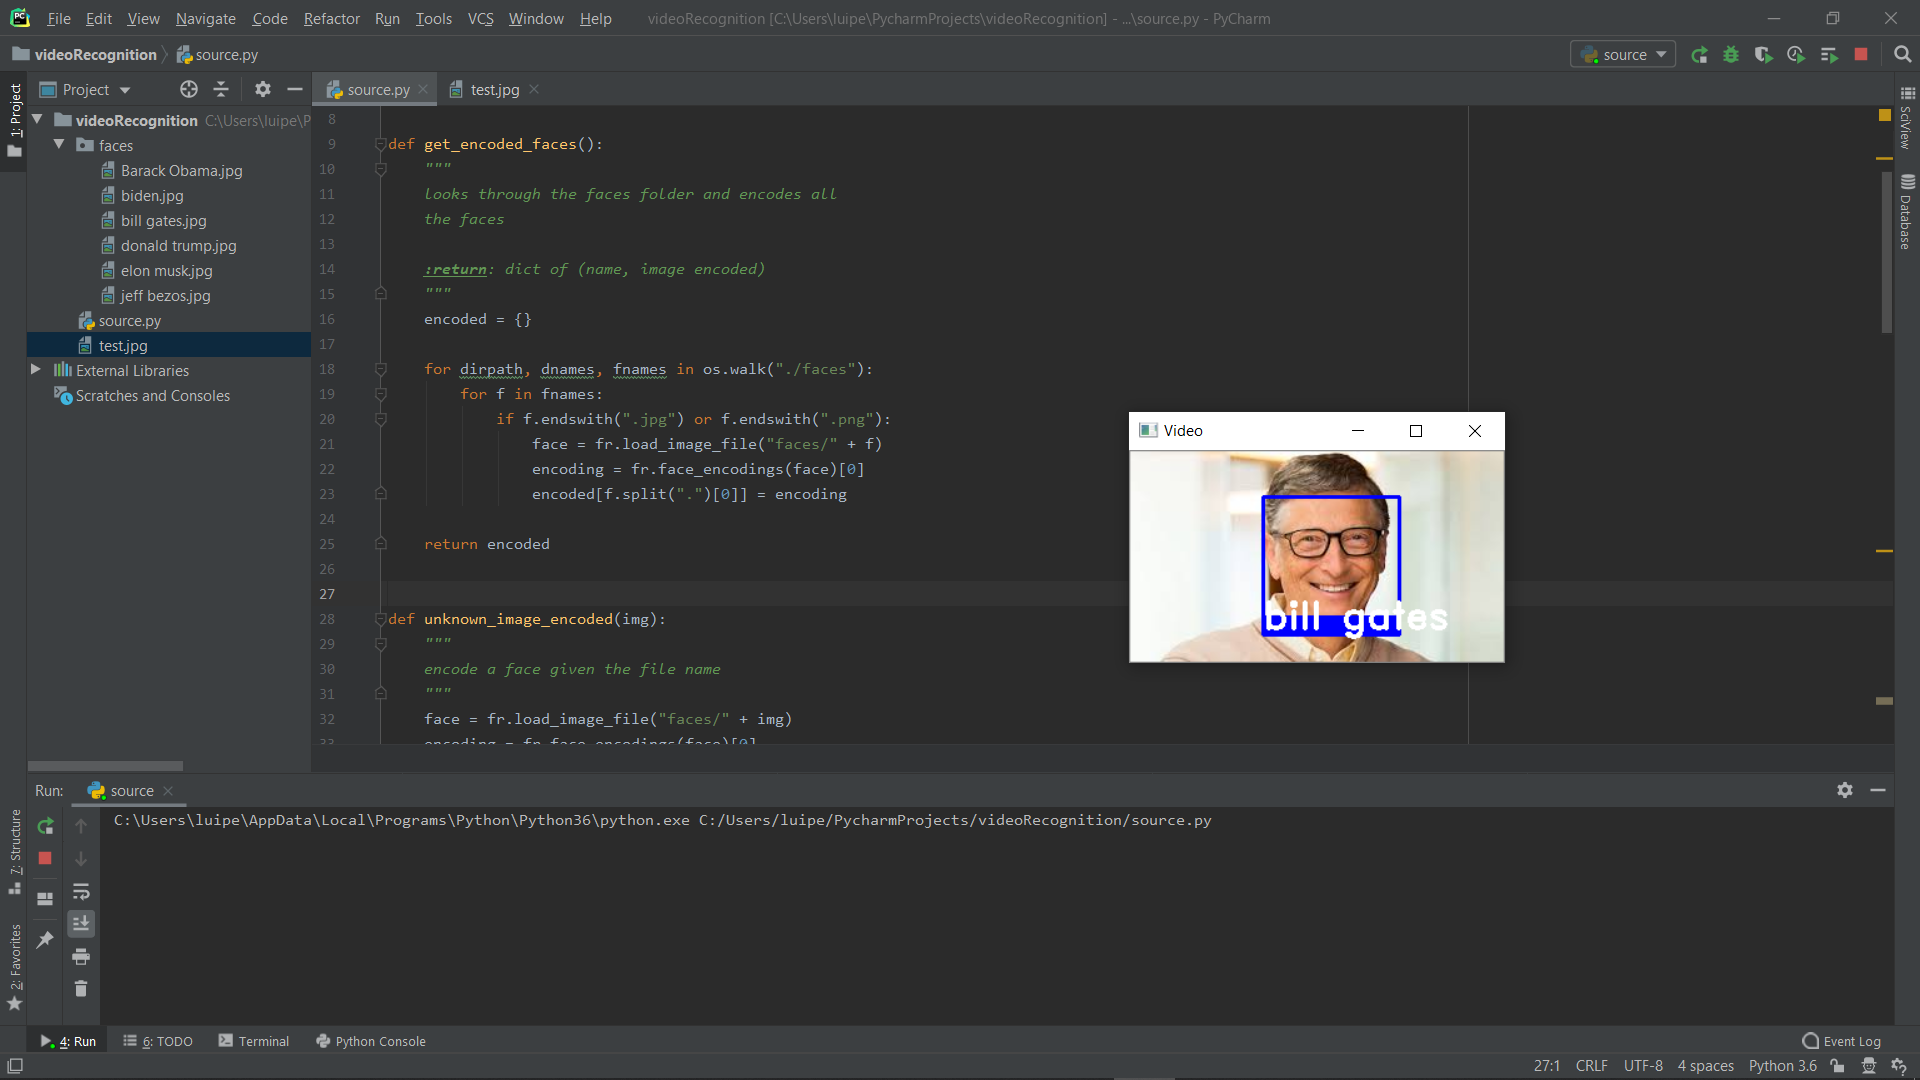 File Edit View Navigate Code Refactor Run Tools VCS Window Help videoRecognition [C:\Users\luipe\PycharmProjects\videoRecognition] - ...\source.py - PyCharm
videoRecognition source.py source
1: Project
Project
source.py test.jpg
videoRecognition C:\Users\luipe\P
faces
Barack Obama.jpg
biden.jpg
bill gates.jpg
donald trump.jpg
elon musk.jpg
jeff bezos.jpg
source.py
test.jpg
External Libraries
Scratches and Consoles
8
9 def get_encoded_faces():
10 """
11 looks through the faces folder and encodes all
12 the faces
13
14 :return: dict of (name, image encoded)
15 """
16 encoded = {}
17
18 for dirpath, dnames, fnames in os.walk("./faces"):
19 for f in fnames:
20 if f.endswith(".jpg") or f.endswith(".png"):
21 face = fr.load_image_file("faces/" + f)
22 encoding = fr.face_encodings(face)[0]
23 encoded[f.split(".")[0]] = encoding
24
25 return encoded
26
27
28 def unknown_image_encoded(img):
29 """
30 encode a face given the file name
31 """
32 face = fr.load_image_file("faces/" + img)
33 encoding = fr.face_encodings(face)[0]
Video
bill gates
SciView
Database
Run: source
C:\Users\luipe\AppData\Local\Programs\Python\Python36\python.exe C:/Users/luipe/PycharmProjects/videoRecognition/source.py
7: Structure
2: Favorites
4: Run 6: TODO Terminal Python Console Event Log
27:1 CRLF UTF-8 4 spaces Python 3.6